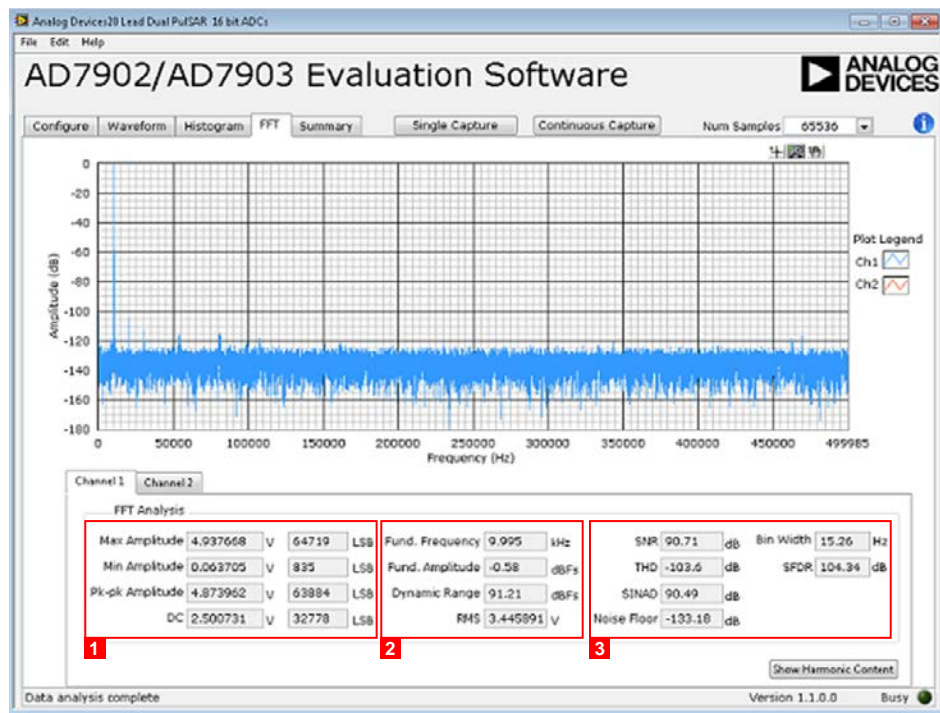 Analog Devices20 Lead Dual PulSAR 16 bit ADCs
File Edit Help
AD7902/AD7903 Evaluation Software
ANALOG
DEVICES
Configure Waveform Histogram FFT Summary Single Capture Continuous Capture Num Samples 65536
0
-20
-40
-60
-80
-100
-120
-140
-160
-180
Amplitude (dB)
0 50000 100000 150000 200000 250000 300000 350000 400000 450000 499985
Frequency (Hz)
Plot Legend
Ch1
Ch2
Channel 1 Channel 2
FFT Analysis
Max Amplitude 4.937668 V 64719 LSB
Min Amplitude 0.063705 V 835 LSB
Pk-pk Amplitude 4.873962 V 63884 LSB
DC 2.500731 V 32778 LSB
1
Fund. Frequency 9.995 kHz
Fund. Amplitude -0.58 dBFs
Dynamic Range 91.21 dBFs
RMS 3.445891 V
2
SNR 90.71 dB Bin Width 15.26 Hz
THD -103.6 dB SFDR 104.34 dB
SINAD 90.49 dB
Noise Floor -133.18 dB
3
Show Harmonic Content
Data analysis complete Version 1.1.0.0 Busy